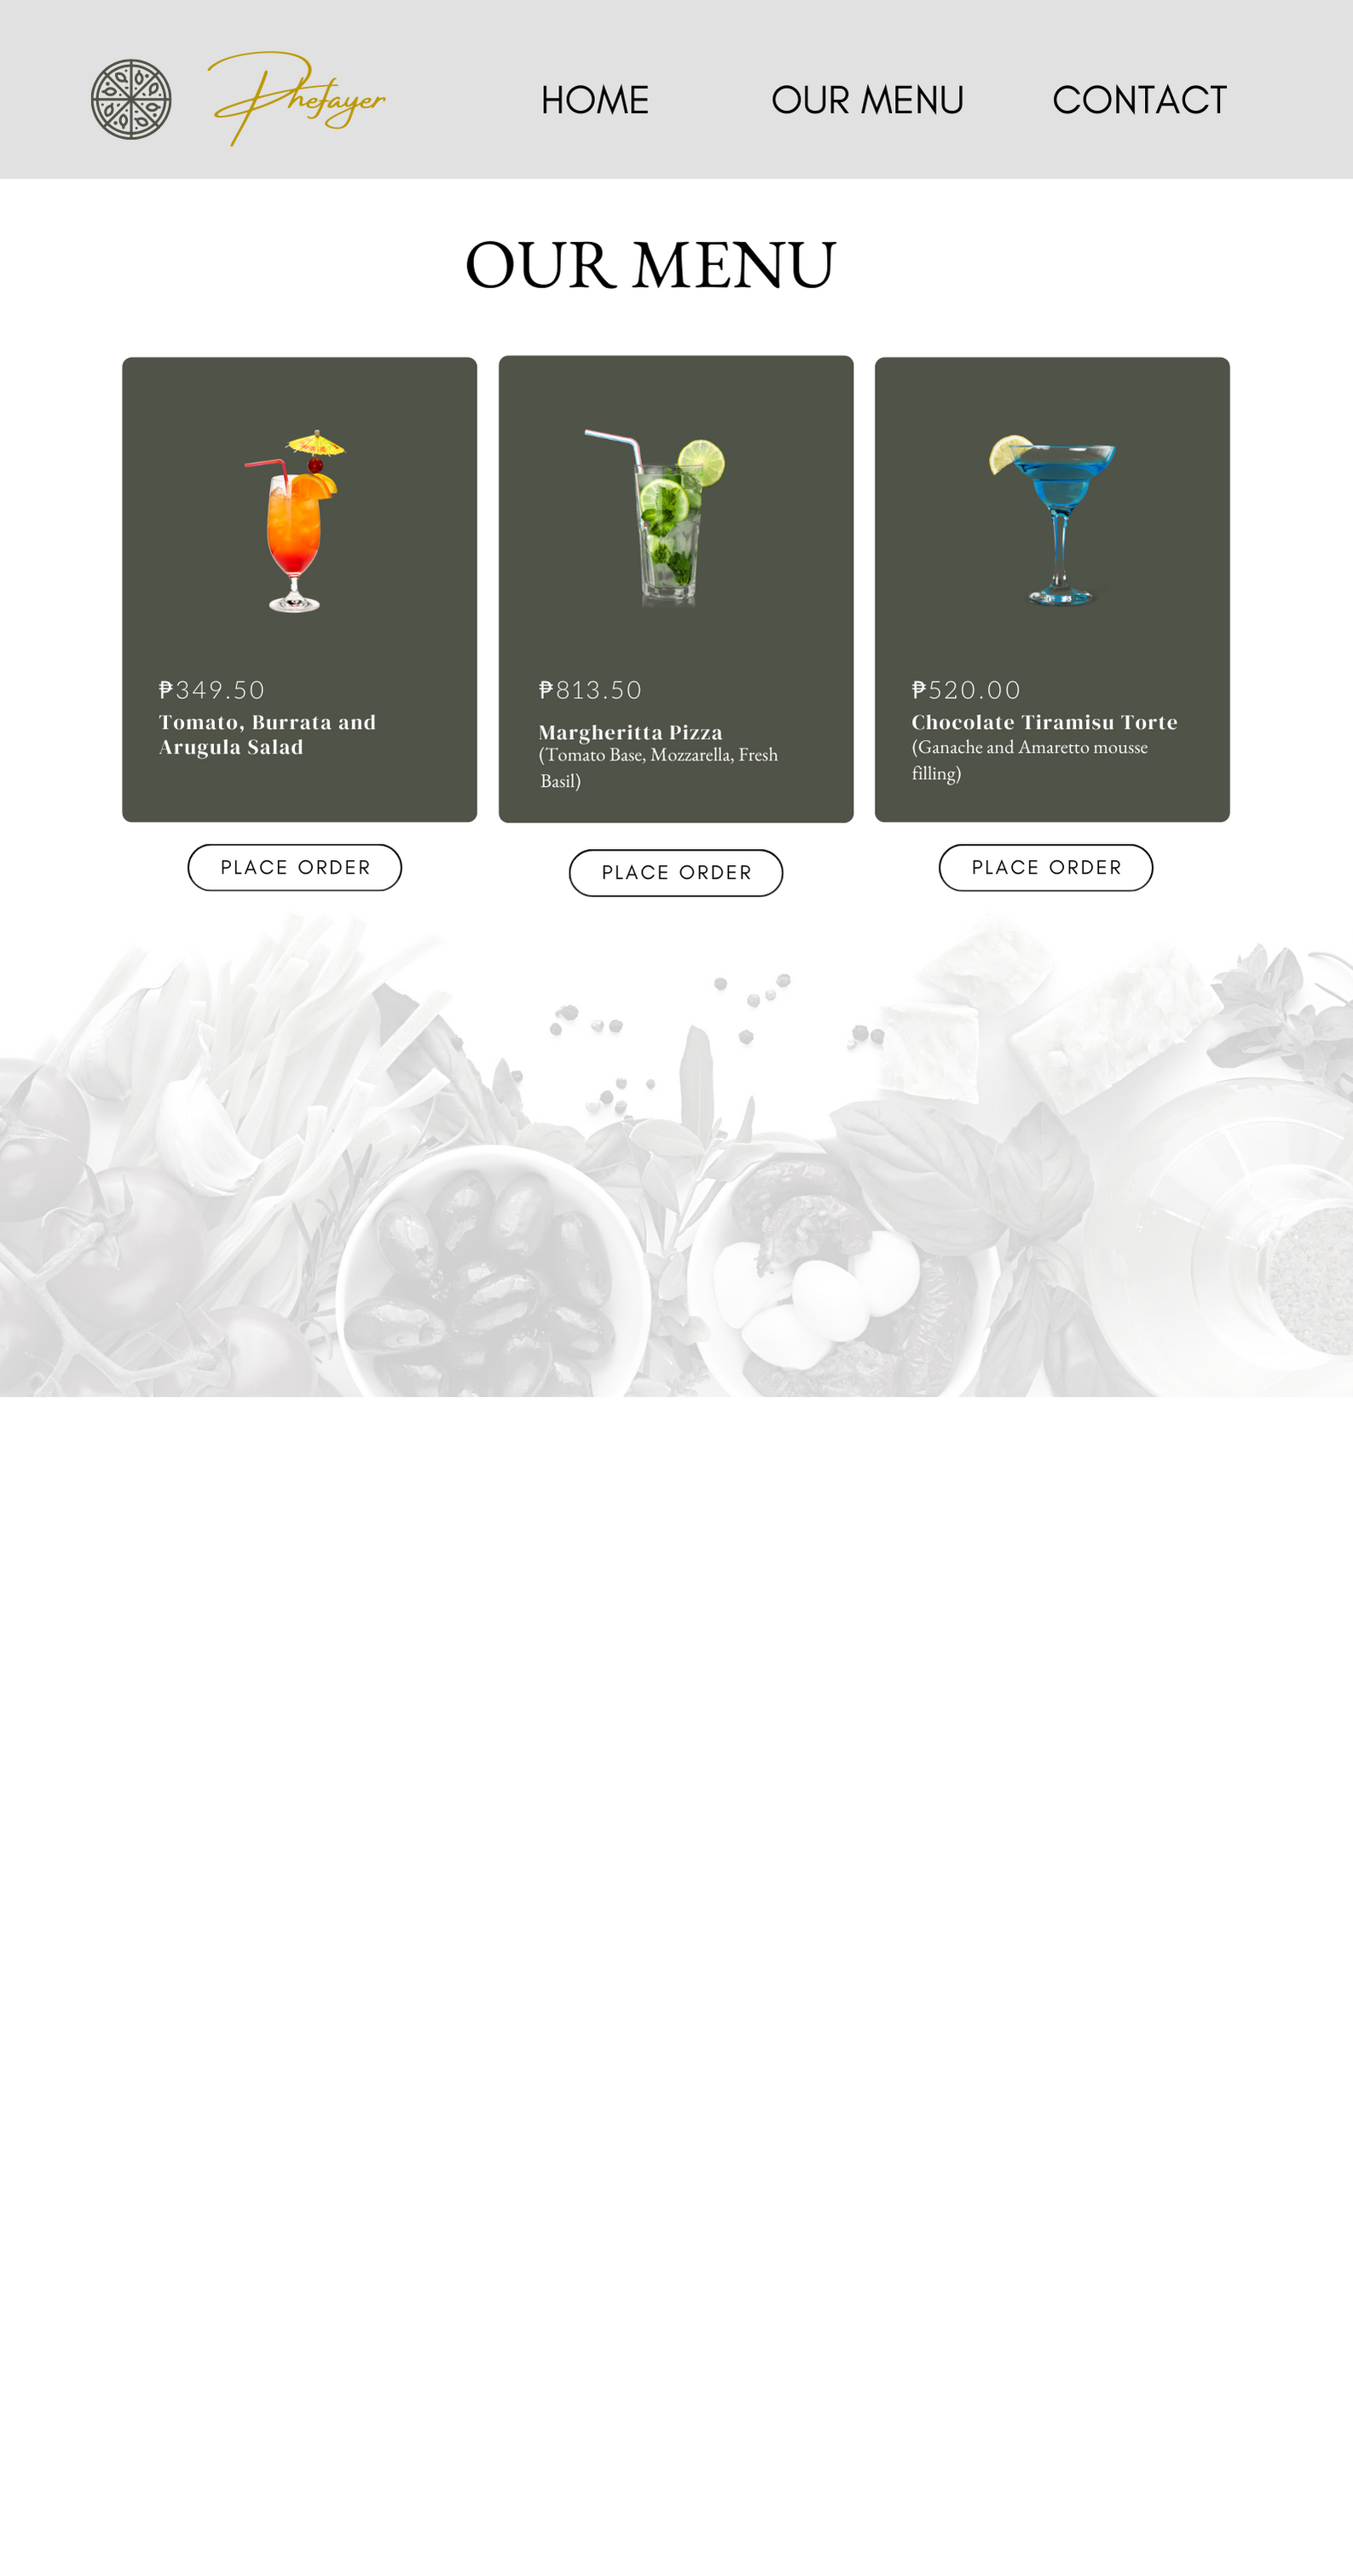 Phefayer
HOME
OUR MENU
CONTACT
OUR MENU
₱349.50
Tomato, Burrata and
Arugula Salad
₱813.50
Margheritta Pizza
(Tomato Base, Mozzarella, Fresh
Basil)
₱520.00
Chocolate Tiramisu Torte
(Ganache and Amaretto mousse
filling)
PLACE ORDER
PLACE ORDER
PLACE ORDER